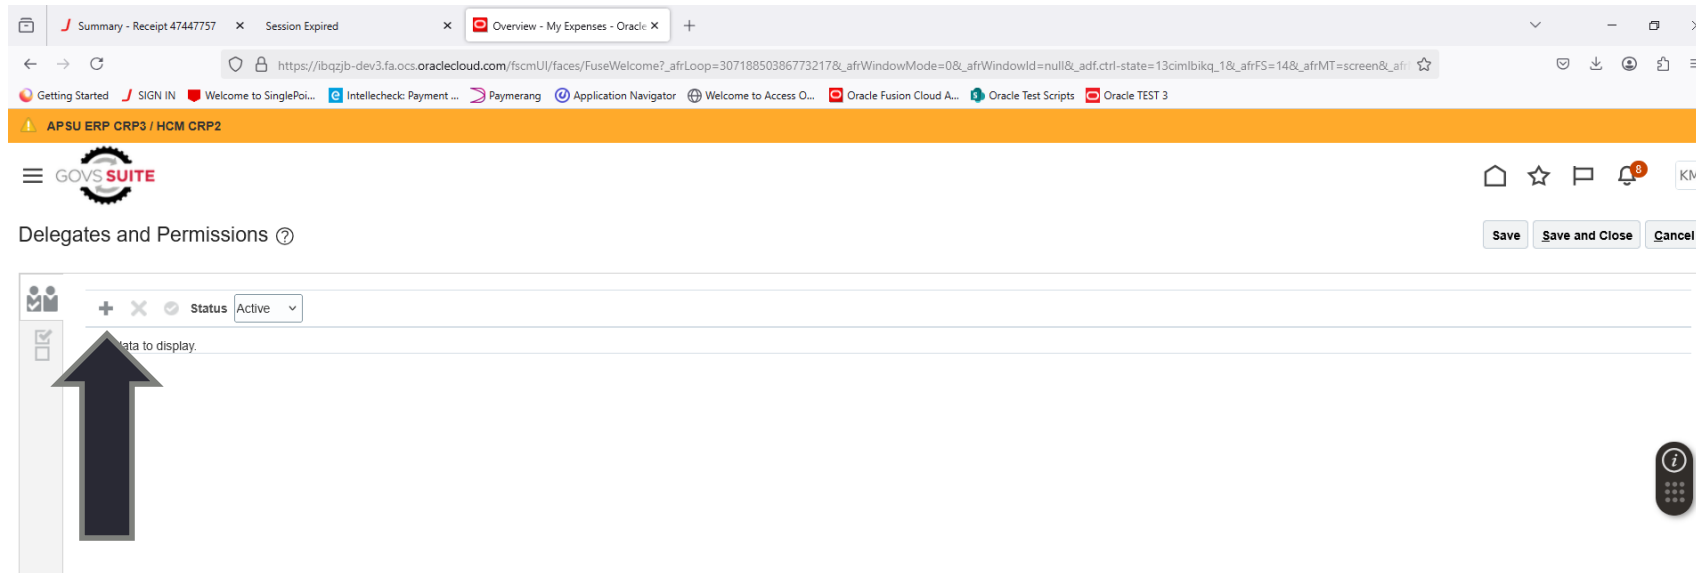 Summary - Receipt 47447757
Session Expired
Overview - My Expenses - Oracle
https://ibqzjb-dev3.fa.ocs.oraclecloud.com/fscmUI/faces/FuseWelcome?_afrLoop=30718850386773217&_afrWindowMode=0&_afrWindowId=null&_adf.ctrl-state=13cimlbikq_1&_afrFS=14&_afrMT=screen&_afr
Getting Started SIGN IN Welcome to SinglePoi... Intellecheck: Payment ... Paymerang Application Navigator Welcome to Access O... Oracle Fusion Cloud A... Oracle Test Scripts Oracle TEST 3
APSU ERP CRP3 / HCM CRP2
GOVS SUITE
8
KM
Delegates and Permissions ?
Save Save and Close Cancel
Status Active
data to display.